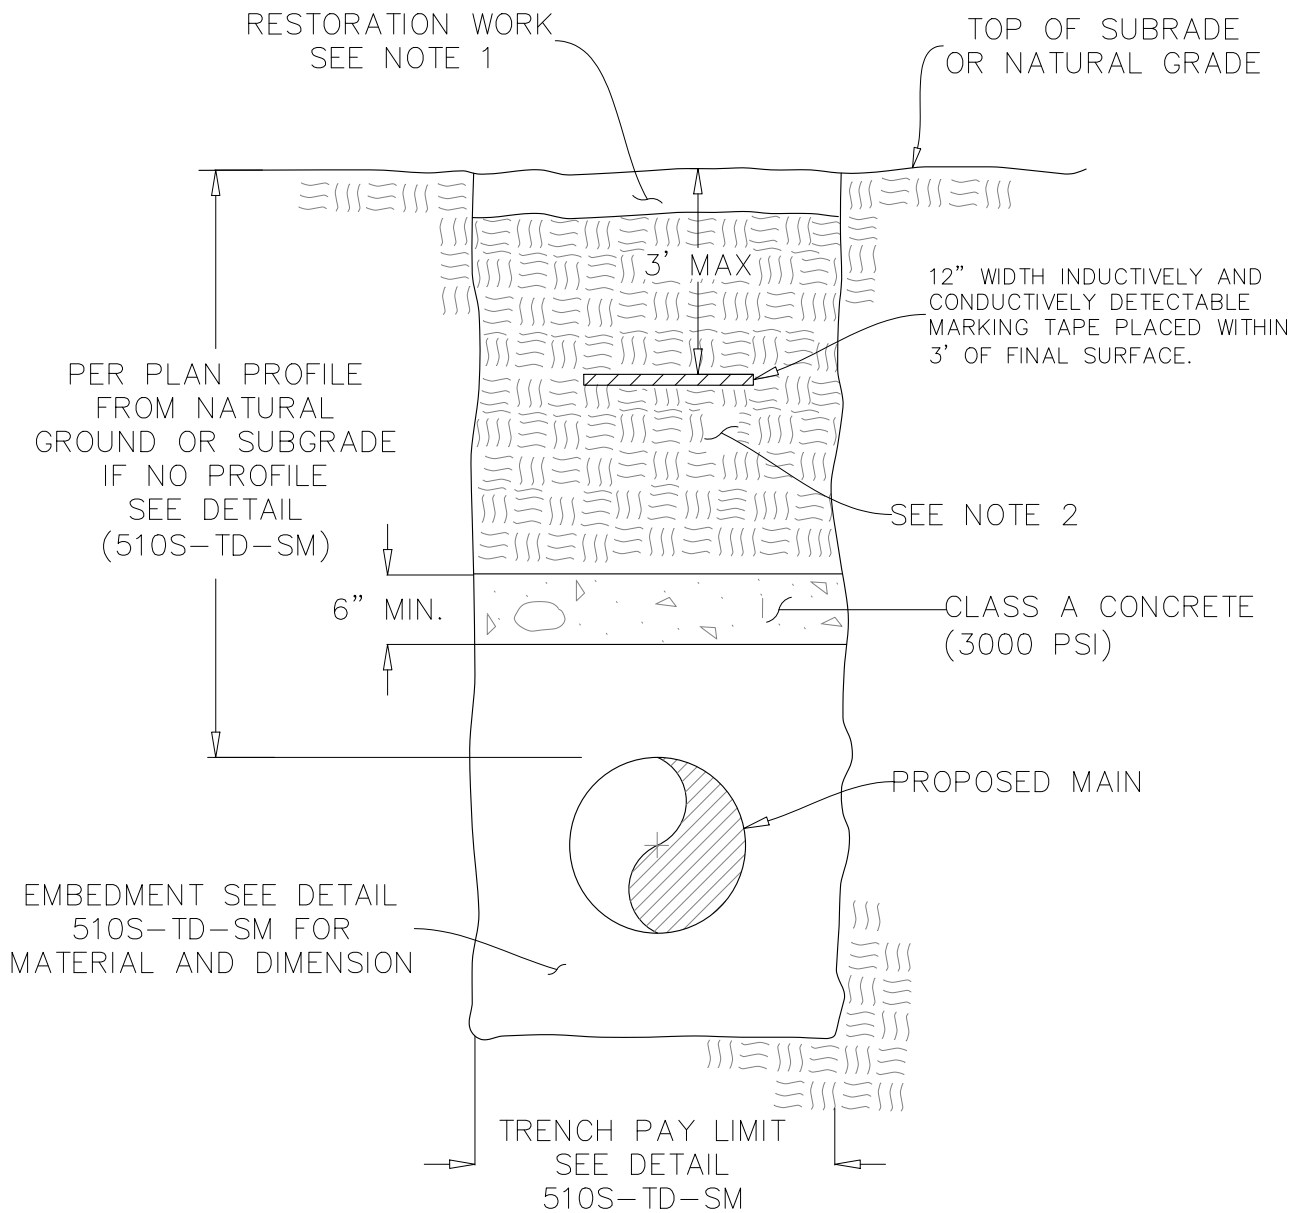 RESTORATION WORK
SEE NOTE 1
TOP OF SUBRADE
OR NATURAL GRADE
3' MAX
12" WIDTH INDUCTIVELY AND
CONDUCTIVELY DETECTABLE
MARKING TAPE PLACED WITHIN
3' OF FINAL SURFACE.
PER PLAN PROFILE
FROM NATURAL
GROUND OR SUBGRADE
IF NO PROFILE
SEE DETAIL
(510S-TD-SM)
SEE NOTE 2
6" MIN.
CLASS A CONCRETE
(3000 PSI)
PROPOSED MAIN
EMBEDMENT SEE DETAIL
510S-TD-SM FOR
MATERIAL AND DIMENSION
TRENCH PAY LIMIT
SEE DETAIL
510S-TD-SM